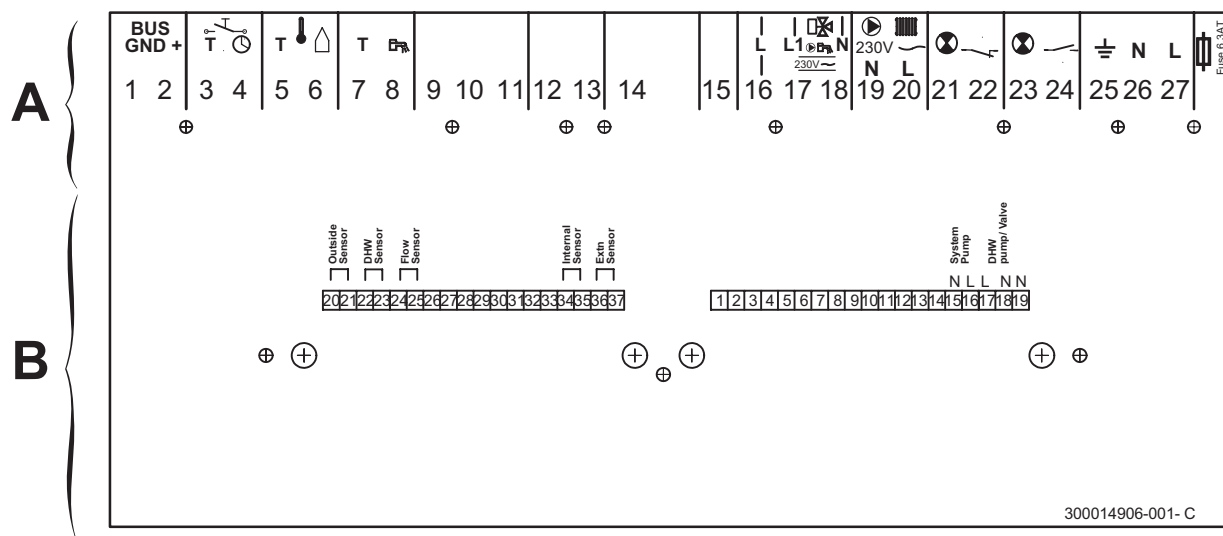 BUS
GND +
T
T
T
L
L1
N
230V
230V
N L
N L
Fuse 6.3AT
1 2 3 4 5 6 7 8 9 10 11 12 13 14 15 16 17 18 19 20 21 22 23 24 25 26 27
A
Outside
Sensor
DHW
Sensor
Flow
Sensor
Internal
Sensor
Extn
Sensor
System
Pump
DHW
pump/ Valve
N L L N N
20 21 22 23 24 25 26 27 28 29 30 31 32 33 34 35 36 37
1 2 3 4 5 6 7 8 9 10 11 12 13 14 15 16 17 18 19
B
300014906-001- C